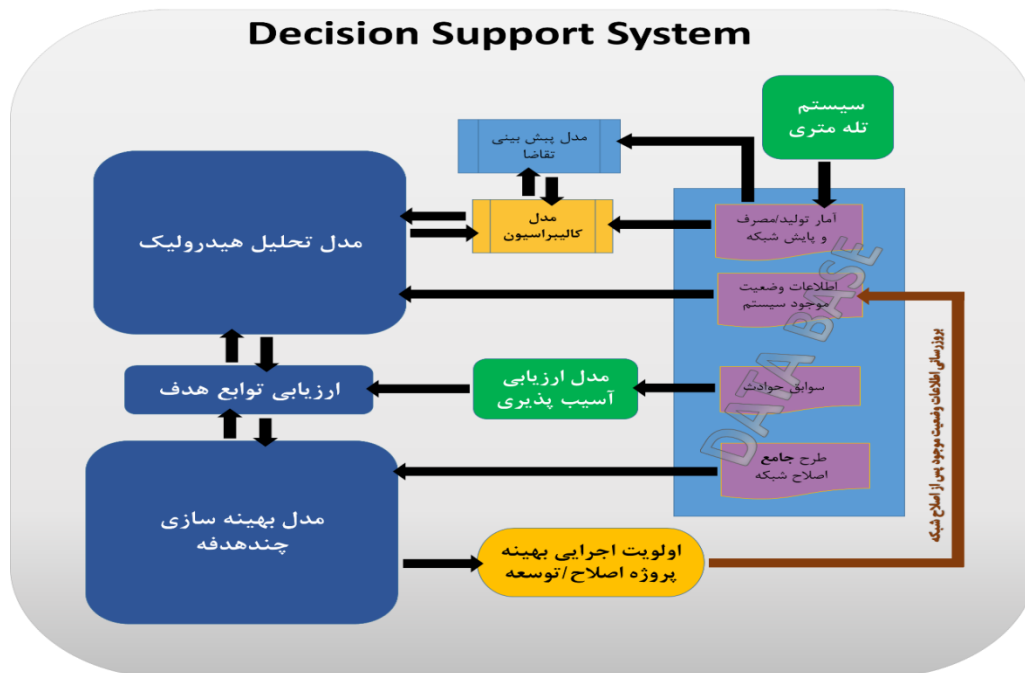 Decision Support System
سیستم
تله متری
مدل پیش بینی
تقاضا
آمار تولید/مصرف
و پایش شبکه
مدل
کالیبراسیون
مدل تحلیل هیدرولیک
اطلاعات وضعیت
موجود سیستم
DATA BASE
سوابق حوادث
مدل ارزیابی
آسیب پذیری
ارزیابی توابع هدف
طرح جامع
اصلاح شبکه
مدل بهینه سازی
چندهدفه
اولویت اجرایی بهینه
پروژه اصلاح/توسعه
بروزرسانی اطلاعات وضعیت موجود پس از اصلاح شبکه